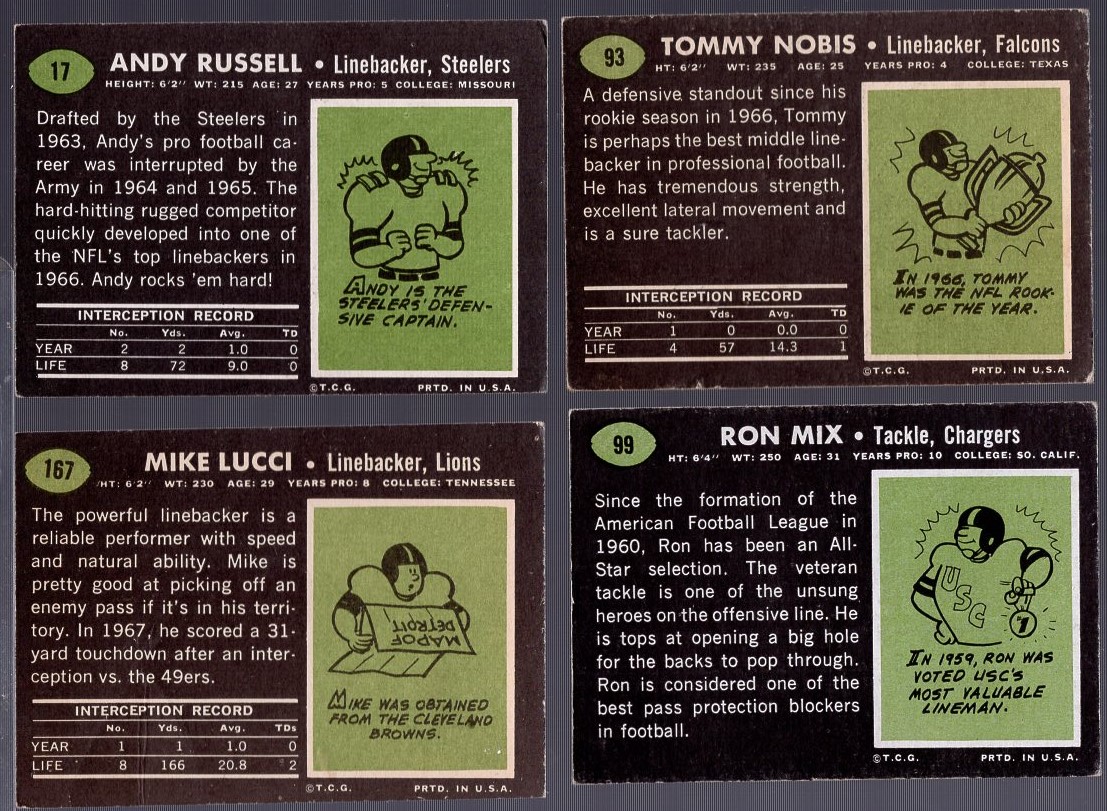 17
ANDY RUSSELL • Linebacker, Steelers
HEIGHT: 6'2" WT: 215 AGE: 27 YEARS PRO: 5 COLLEGE: MISSOURI
Drafted by the Steelers in
1963, Andy's pro football ca-
reer was interrupted by the
Army in 1964 and 1965. The
hard-hitting rugged competitor
quickly developed into one of
the NFL's top linebackers in
1966. Andy rocks 'em hard!
INTERCEPTION RECORD
No. Yds. Avg. TD
YEAR 2 2 1.0 0
LIFE 8 72 9.0 0
ANDY IS THE
STEELERS' DEFEN-
SIVE CAPTAIN.
©T.C.G. PRTD. IN U.S.A.
93
TOMMY NOBIS • Linebacker, Falcons
HT: 6'2" WT: 235 AGE: 25 YEARS PRO: 4 COLLEGE: TEXAS
A defensive standout since his
rookie season in 1966, Tommy
is perhaps the best middle line-
backer in professional football.
He has tremendous strength,
excellent lateral movement and
is a sure tackler.
INTERCEPTION RECORD
No. Yds. Avg. TD
YEAR 1 0 0.0 0
LIFE 4 57 14.3 1
IN 1966, TOMMY
WAS THE NFL ROOK-
IE OF THE YEAR.
©T.C.G. PRTD. IN U.S.A.
167
MIKE LUCCI • Linebacker, Lions
HT: 6'2" WT: 230 AGE: 29 YEARS PRO: 8 COLLEGE: TENNESSEE
The powerful linebacker is a
reliable performer with speed
and natural ability. Mike is
pretty good at picking off an
enemy pass if it's in his terri-
tory. In 1967, he scored a 31-
yard touchdown after an inter-
ception vs. the 49ers.
INTERCEPTION RECORD
No. Yds. Avg. TDs
YEAR 1 1 1.0 0
LIFE 8 166 20.8 2
MAP OF
DETROIT
MIKE WAS OBTAINED
FROM THE CLEVELAND
BROWNS.
©T.C.G. PRTD. IN U.S.A.
99
RON MIX • Tackle, Chargers
HT: 6'4" WT: 250 AGE: 31 YEARS PRO: 10 COLLEGE: SO. CALIF.
Since the formation of the
American Football League in
1960, Ron has been an All-
Star selection. The veteran
tackle is one of the unsung
heroes on the offensive line. He
is tops at opening a big hole
for the backs to pop through.
Ron is considered one of the
best pass protection blockers
in football.
USC
#1
IN 1959, RON WAS
VOTED USC'S
MOST VALUABLE
LINEMAN.
©T.C.G. PRTD. IN U.S.A.